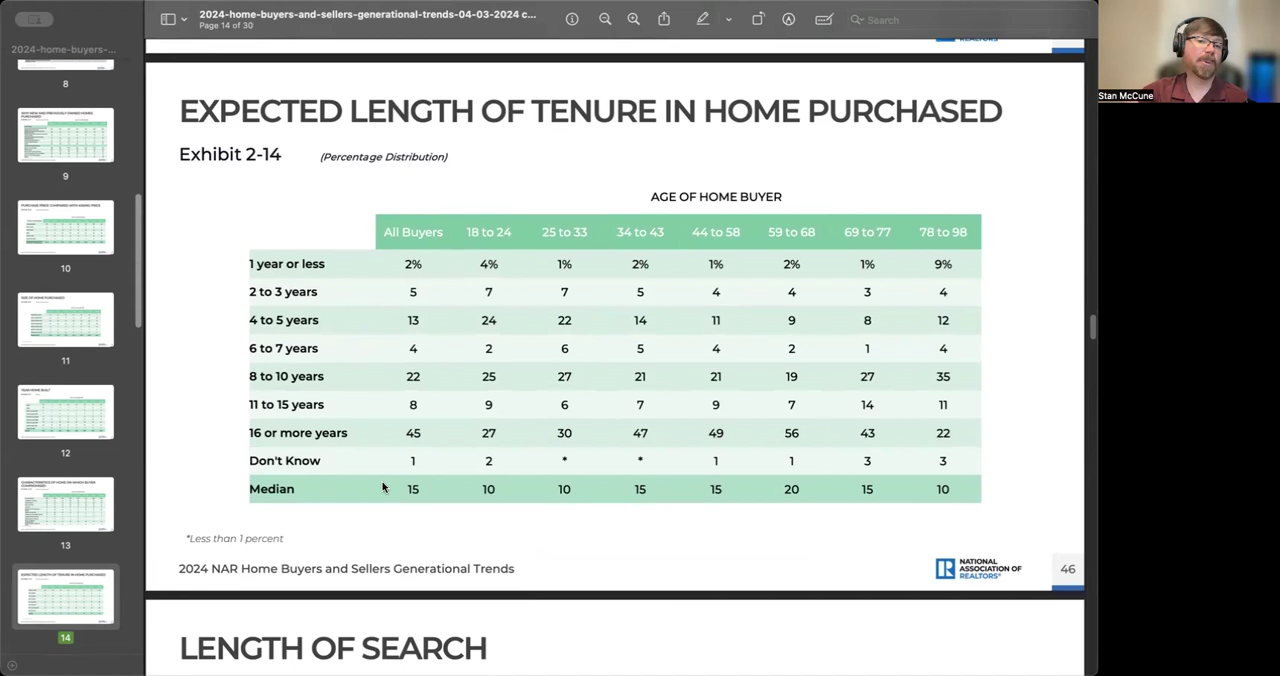 2024-home-buyers-and-sellers-generational-trends-04-03-2024 c...
Page 14 of 30
Search
2024-home-buyers-...
8
9
10
11
12
13
14
Stan McCune
REALTORS
EXPECTED LENGTH OF TENURE IN HOME PURCHASED
Exhibit 2-14 (Percentage Distribution)
AGE OF HOME BUYER
All Buyers 18 to 24 25 to 33 34 to 43 44 to 58 59 to 68 69 to 77 78 to 98
1 year or less 2% 4% 1% 2% 1% 2% 1% 9%
2 to 3 years 5 7 7 5 4 4 3 4
4 to 5 years 13 24 22 14 11 9 8 12
6 to 7 years 4 2 6 5 4 2 1 4
8 to 10 years 22 25 27 21 21 19 27 35
11 to 15 years 8 9 6 7 9 7 14 11
16 or more years 45 27 30 47 49 56 43 22
Don't Know 1 2 * * 1 1 3 3
Median 15 10 10 15 15 20 15 10
*Less than 1 percent
2024 NAR Home Buyers and Sellers Generational Trends
NATIONAL
ASSOCIATION OF
REALTORS®
46
LENGTH OF SEARCH